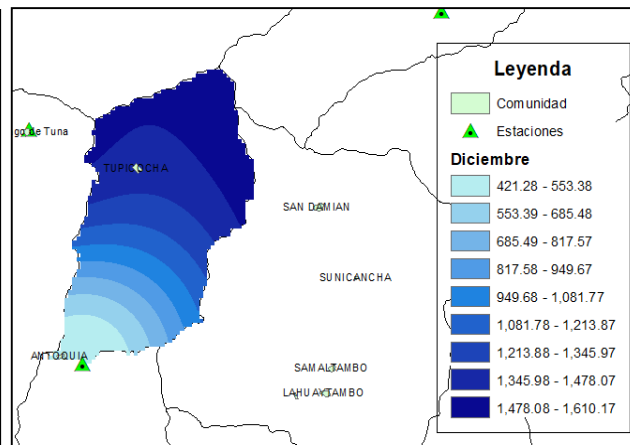 Leyenda
Comunidad
Estaciones
Diciembre
421.28 - 553.38
553.39 - 685.48
685.49 - 817.57
817.58 - 949.67
949.68 - 1,081.77
1,081.78 - 1,213.87
1,213.88 - 1,345.97
1,345.98 - 1,478.07
1,478.08 - 1,610.17
go de Tuna
TUPICOCHA
SAN DAMIAN
SUNICANCHA
ANTIOQUIA
SAMALTAMBO
LAHUAYTAMBO